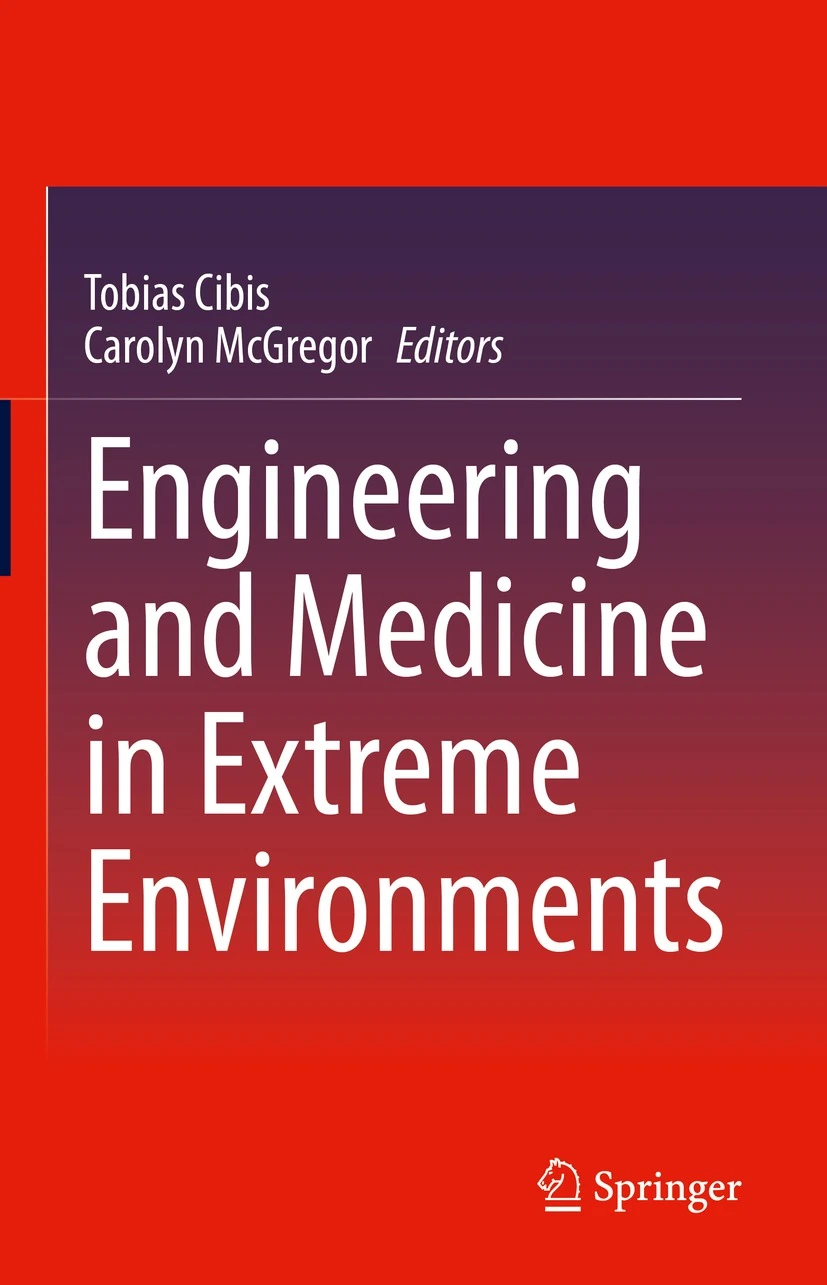 Tobias Cibis
Carolyn McGregor Editors
Engineering
and Medicine
in Extreme
Environments
Springer